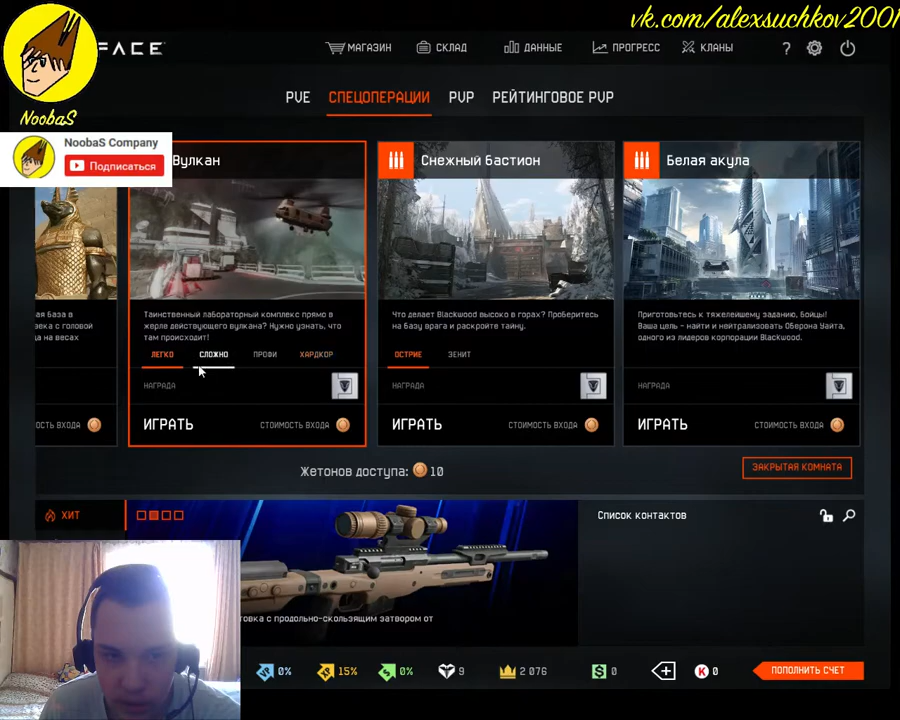 vk.com/alexsuchkov2001
FACE
МАГАЗИН
СКЛАД
ДАННЫЕ
ПРОГРЕСС
КЛАНЫ
?
NoobaS
PVE
СПЕЦОПЕРАЦИИ
PVP
РЕЙТИНГОВОЕ PVP
NoobaS Company
Подписаться
Вулкан
Снежный бастион
Белая акула
ая база в
века с головой
да на весах
Таинственный лабораторный комплекс прямо в
жерле действующего вулкана? Нужно узнать, что
там происходит!
Что делает Blackwood высоко в горах? Проберитесь
на базу врага и раскройте тайну.
Приготовьтесь к тяжелейшему заданию, бойцы!
Ваша цель - найти и нейтрализовать Оберона Уайта,
одного из лидеров корпорации Blackwood.
ЛЕГКО
СЛОЖНО
ПРОФИ
ХАРДКОР
ОСТРИЕ
ЗЕНИТ
НАГРАДА
НАГРАДА
НАГРАДА
МОСТЬ ВХОДА
ИГРАТЬ
СТОИМОСТЬ ВХОДА
ИГРАТЬ
СТОИМОСТЬ ВХОДА
ИГРАТЬ
СТОИМОСТЬ ВХОДА
Жетонов доступа: 10
ЗАКРЫТАЯ КОМНАТА
ХИТ
Список контактов
товка с продольно-скользящим затвором от
0%
15%
0%
9
2 076
$ 0
K 0
ПОПОЛНИТЬ СЧЕТ